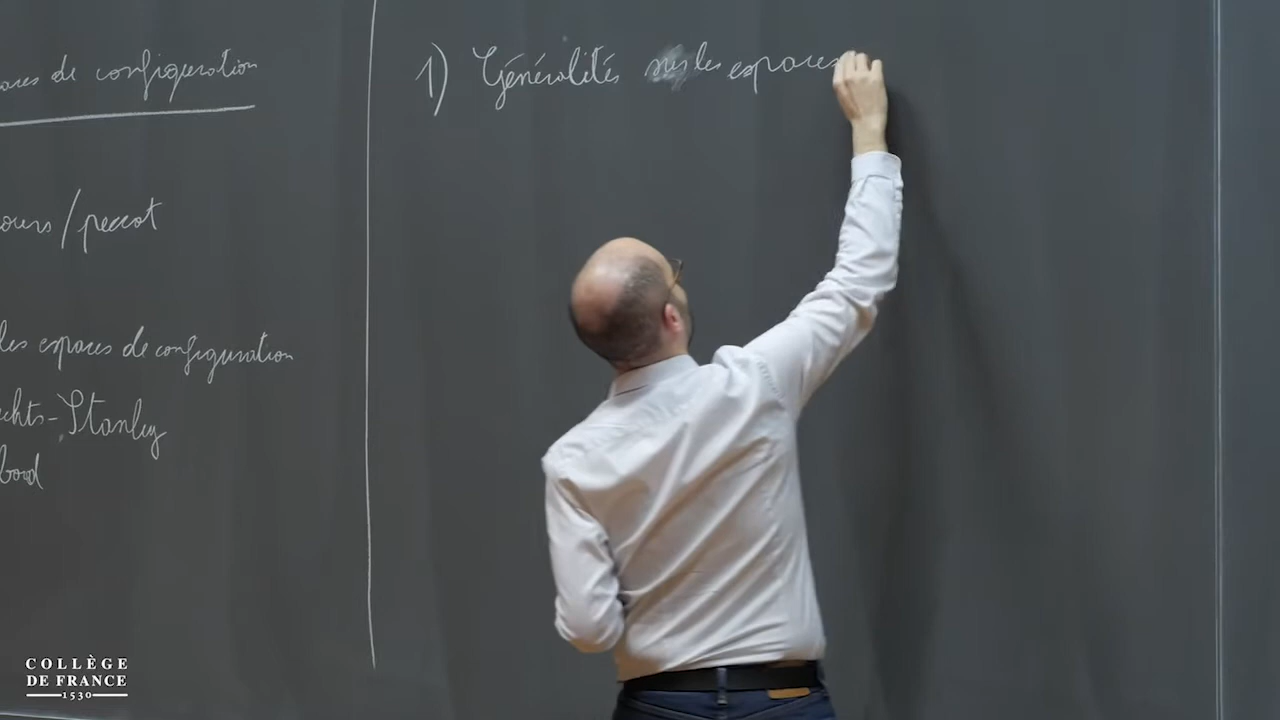 aces de configuration
ours/peccot
les espaces de configuration
echts-Stanley
bord
1) Généralités sur les espaces
COLLÈGE
DE FRANCE
1530